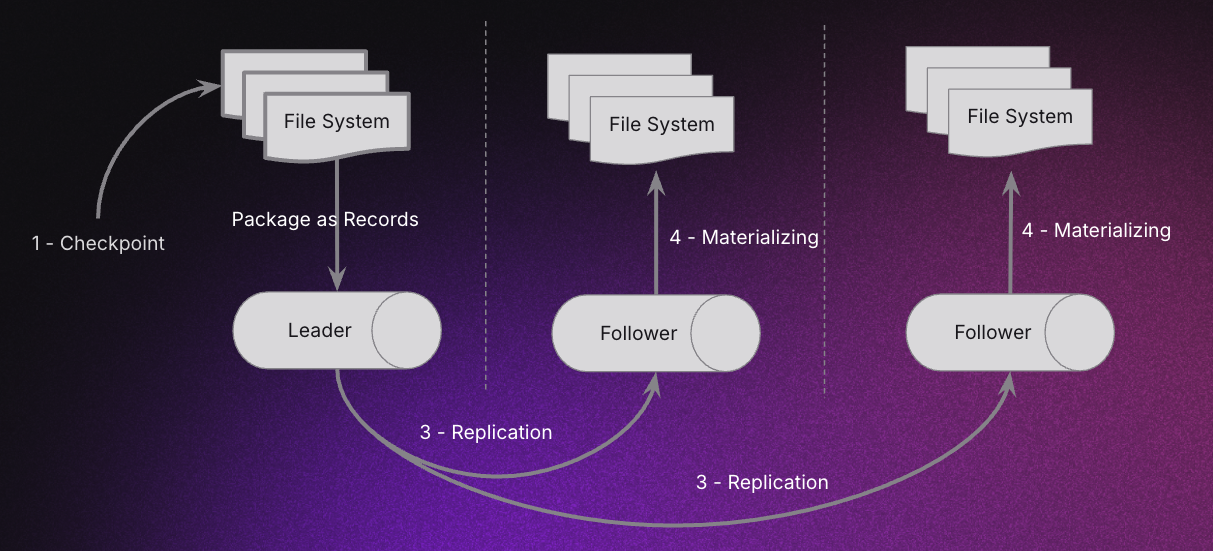 File System
File System
File System
Package as Records
1 - Checkpoint
4 - Materializing
4 - Materializing
Leader
Follower
Follower
3 - Replication
3 - Replication